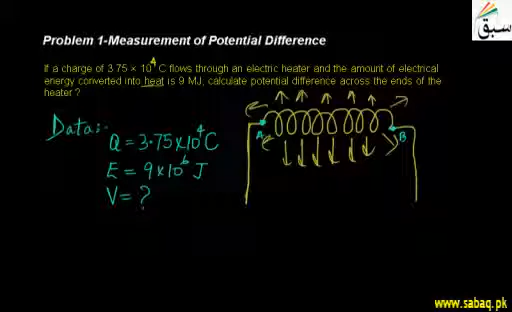 سبق
Problem 1-Measurement of Potential Difference
If a charge of 3.75 × 10⁴ C flows through an electric heater and the amount of electrical
energy converted into heat is 9 MJ, calculate potential difference across the ends of the
heater ?
Data:-
Q = 3.75×10⁴C
E = 9×10⁶ J
V = ?
A
B
www.sabaq.pk